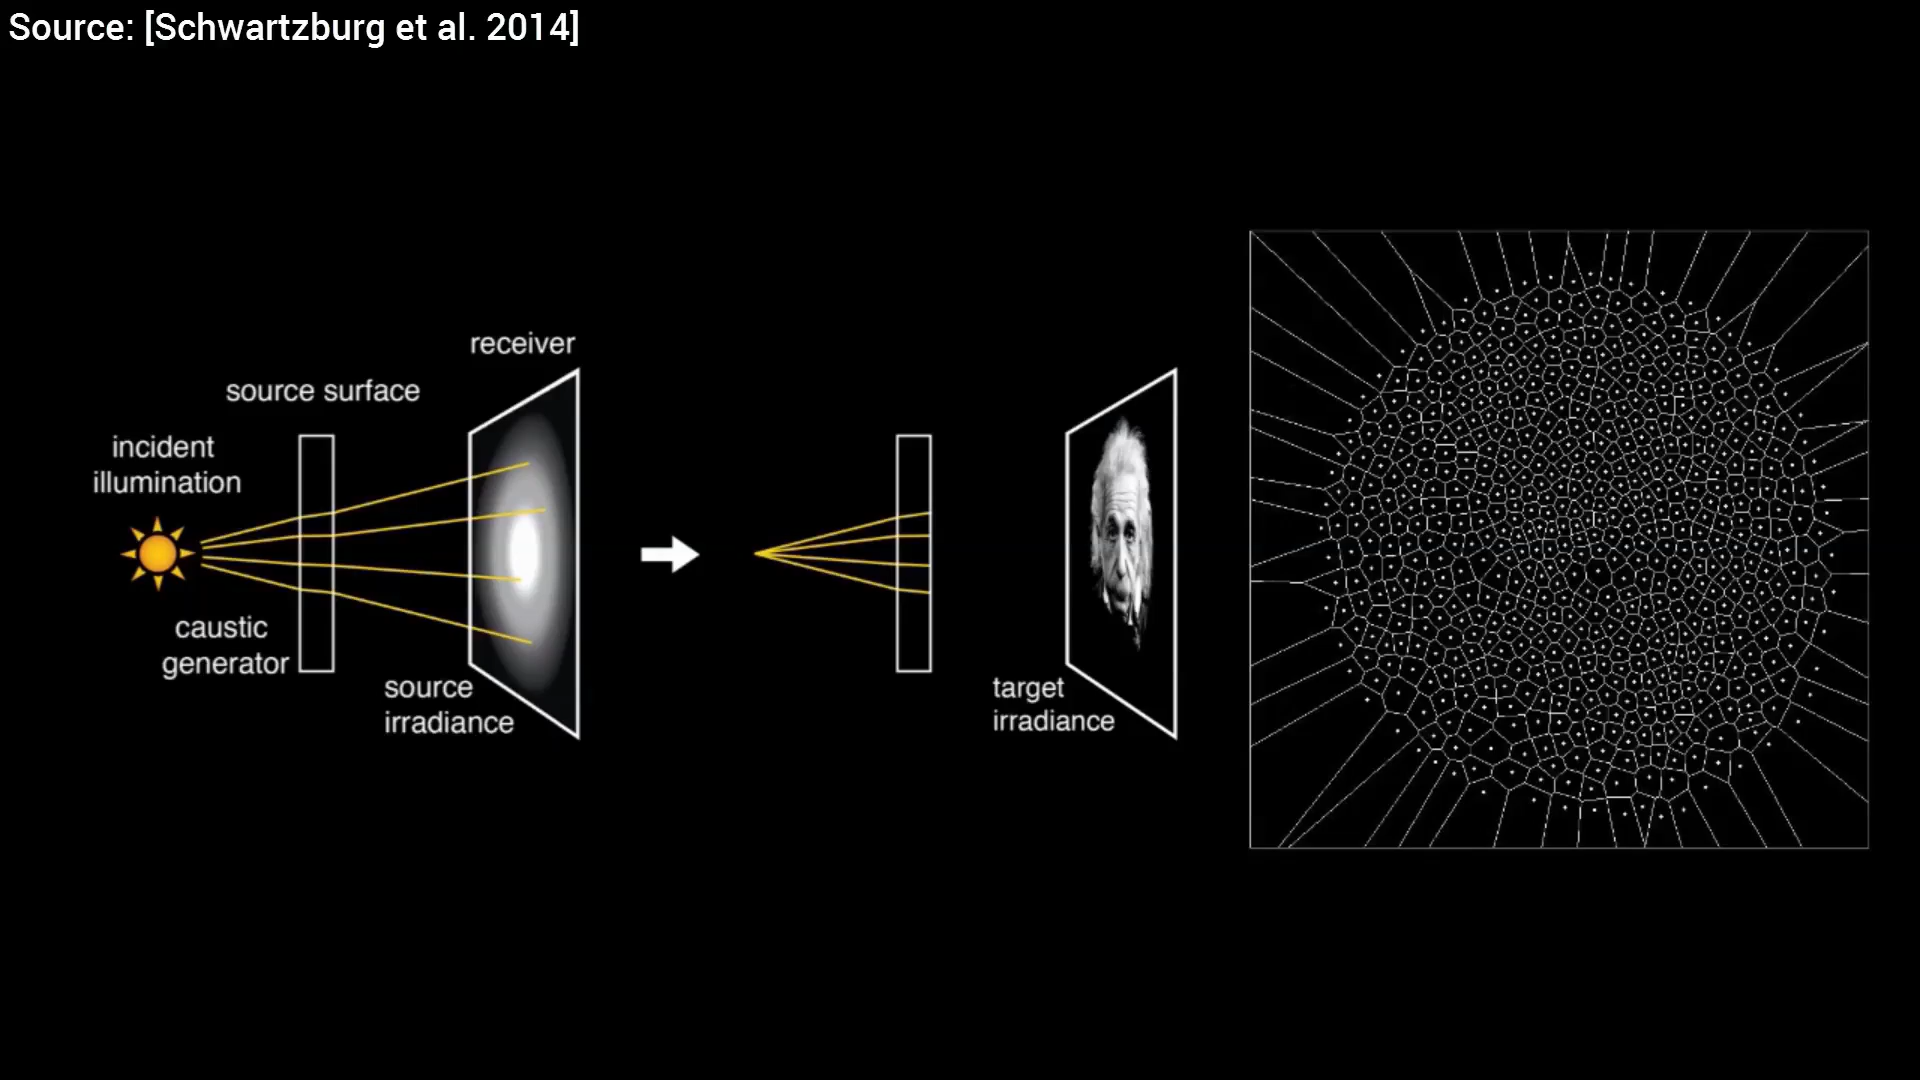 Source: [Schwartzburg et al. 2014]
receiver
source surface
incident
illumination
caustic
generator
source
irradiance
target
irradiance